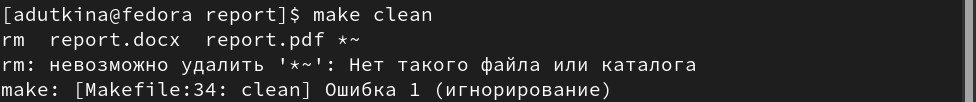 [adutkina@fedora report]$ make clean
rm  report.docx  report.pdf *~
rm: невозможно удалить '*~': Нет такого файла или каталога
make: [Makefile:34: clean] Ошибка 1 (игнорирование)